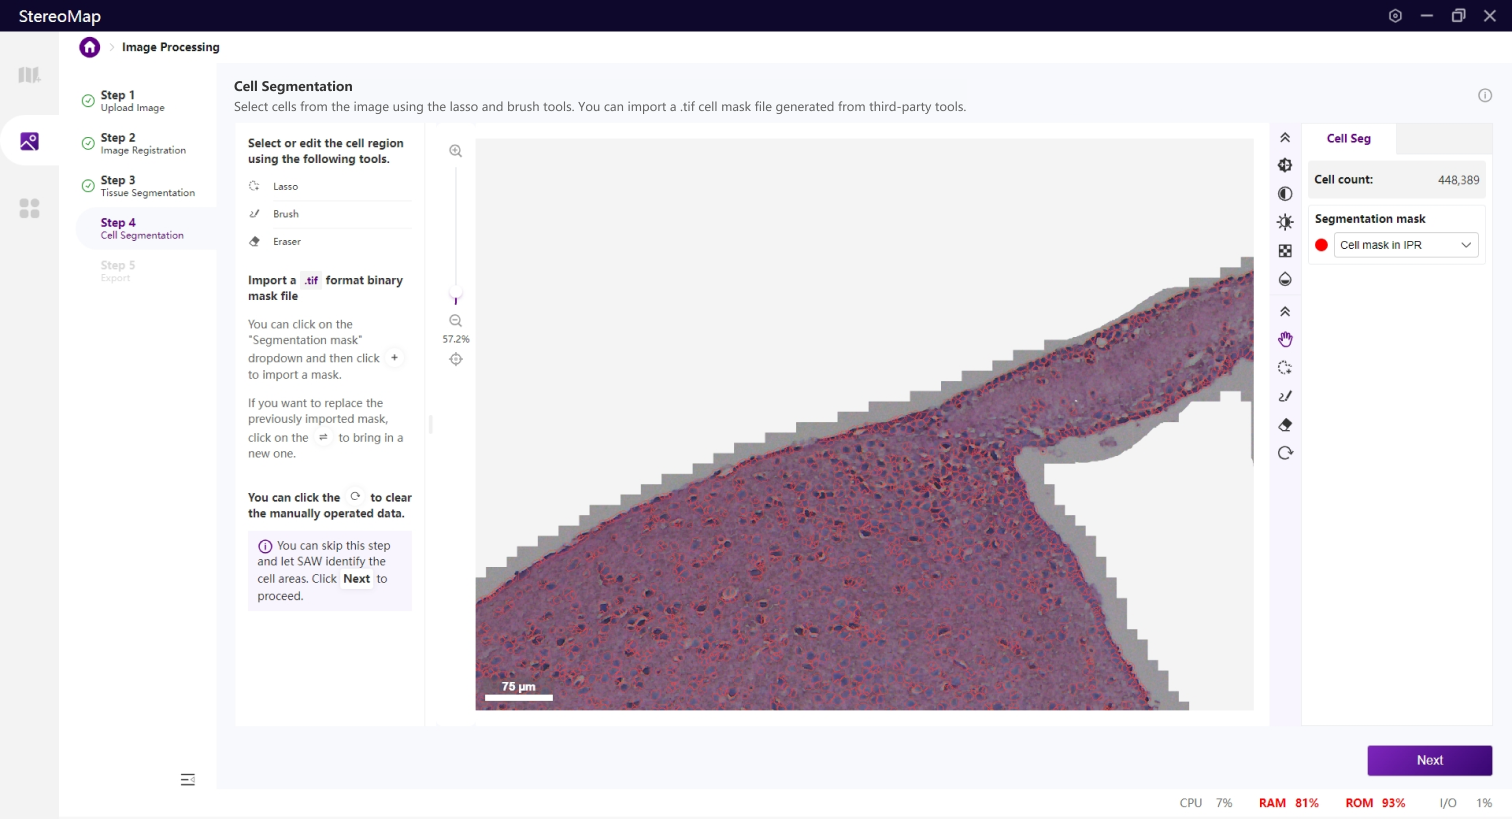 StereoMap
Image Processing
Step 1
Upload Image
Step 2
Image Registration
Step 3
Tissue Segmentation
Step 4
Cell Segmentation
Step 5
Export
Cell Segmentation
Select cells from the image using the lasso and brush tools. You can import a .tif cell mask file generated from third-party tools.
Select or edit the cell region
using the following tools.
Lasso
Brush
Eraser
Import a .tif format binary
mask file
You can click on the
"Segmentation mask"
dropdown and then click +
to import a mask.
If you want to replace the
previously imported mask,
click on the ⇌ to bring in a
new one.
You can click the to clear
the manually operated data.
You can skip this step
and let SAW identify the
cell areas. Click Next to
proceed.
57.2%
75 μm
Cell Seg
Cell count: 448,389
Segmentation mask
Cell mask in IPR
Next
CPU 7% RAM 81% ROM 93% I/O 1%